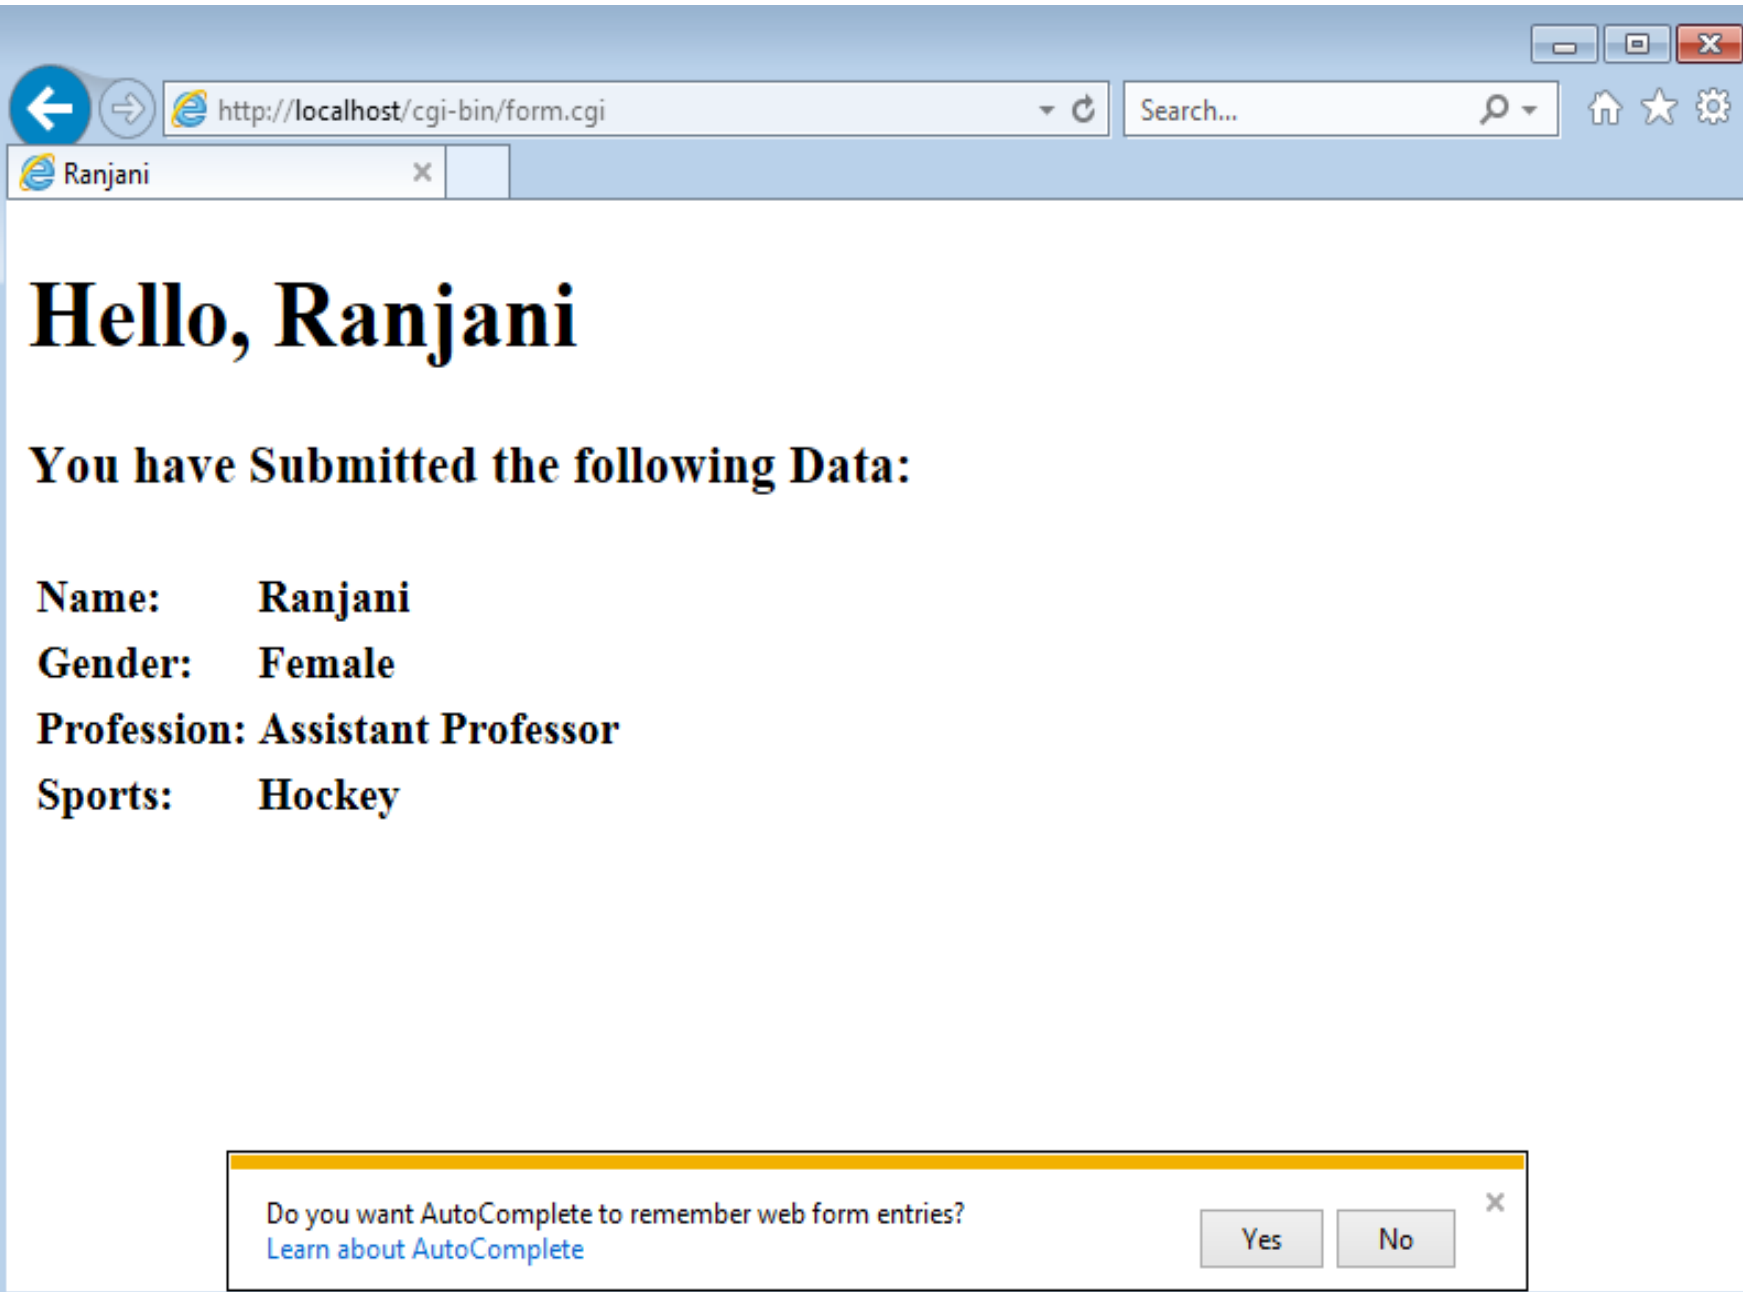 http://localhost/cgi-bin/form.cgi
Search...
Ranjani
Hello, Ranjani
You have Submitted the following Data:
Name: Ranjani
Gender: Female
Profession: Assistant Professor
Sports: Hockey
Do you want AutoComplete to remember web form entries?
Learn about AutoComplete
Yes No